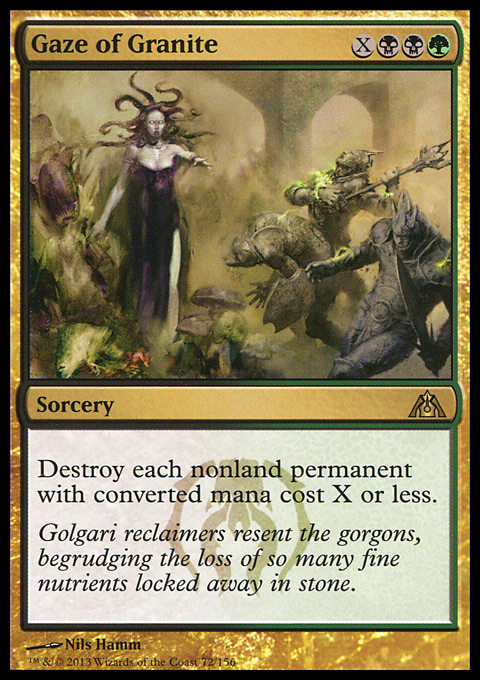 Gaze of Granite X
Sorcery
Destroy each nonland permanent
with converted mana cost X or less.
Golgari reclaimers resent the gorgons,
begrudging the loss of so many fine
nutrients locked away in stone.
Nils Hamm
™ & © 2013 Wizards of the Coast 72/156